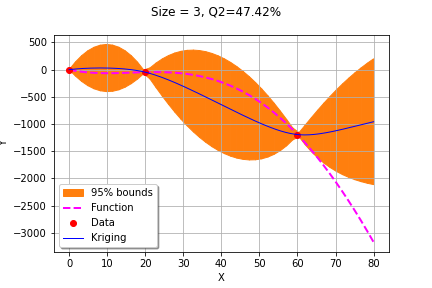 Size = 3, Q2=47.42%
500
0
−500
−1000
−1500
−2000
−2500
−3000
Y
95% bounds
Function
Data
Kriging
0 10 20 30 40 50 60 70 80
X